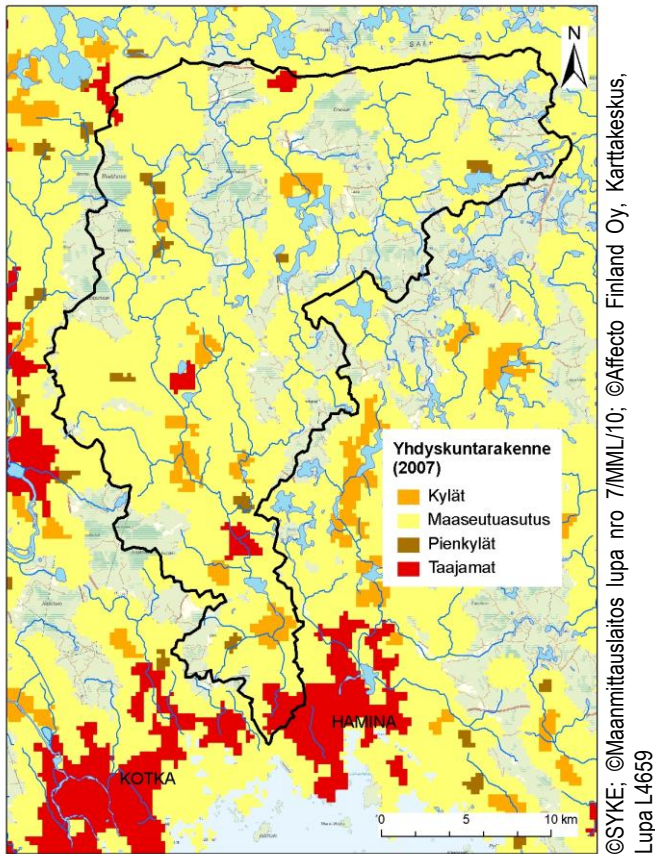 N
Yhdyskuntarakenne
(2007)
Kylät
Maaseutuasutus
Pienkylät
Taajamat
HAMINA
KOTKA
0 5 10 km
©SYKE; ©Maanmittauslaitos lupa nro 7/MML/10; ©Affecto Finland Oy, Karttakeskus,
Lupa L4659